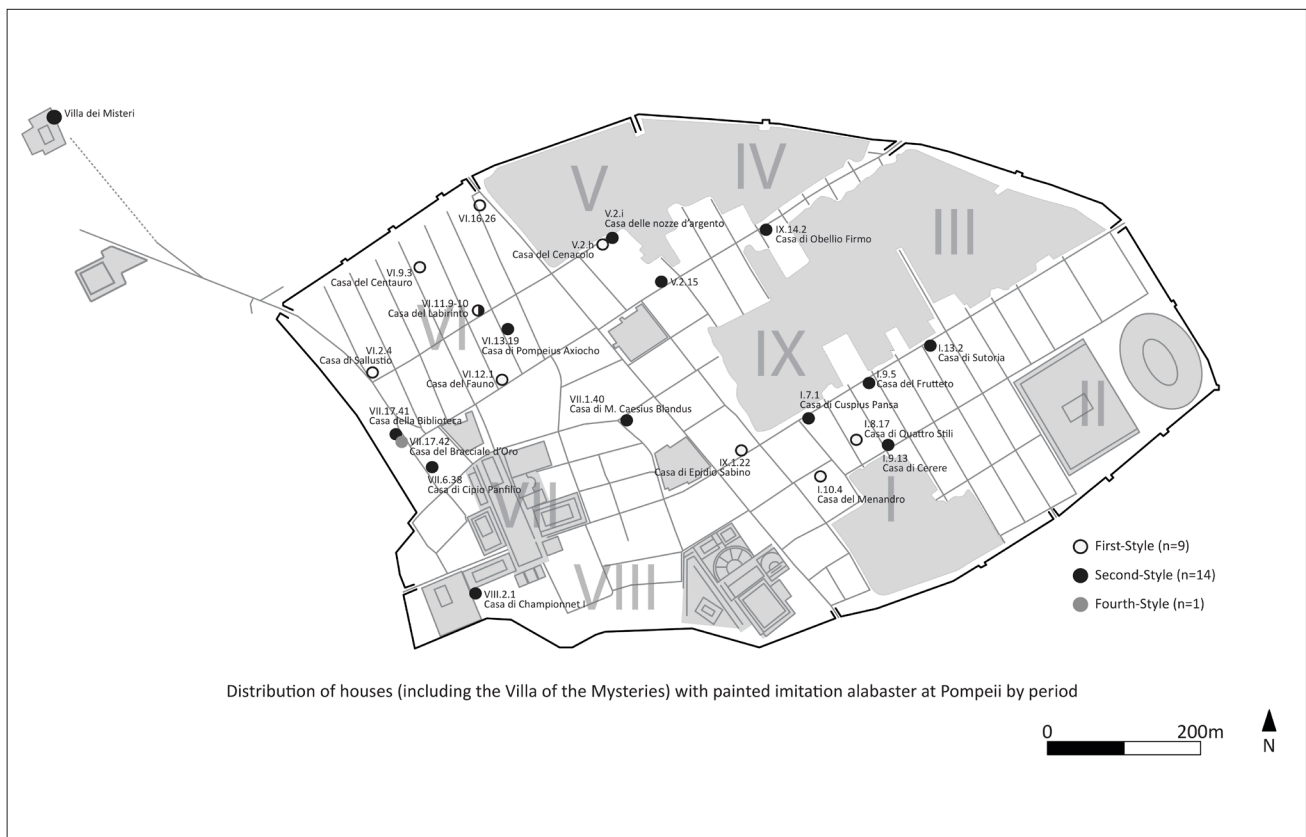 Villa dei Misteri
VI.16.26
V
IV
III
V.2.i
Casa delle nozze d'argento
V.2.h
Casa del Cenacolo
IX.14.2
Casa di Obellio Firmo
VI.9.3
Casa del Centauro
V.2.15
VI.11.9-10
Casa del Labirinto
VI
VI.13.19
Casa di Pompeius Axiocho
VI.2.4
Casa di Sallustio
VI.12.1
Casa del Fauno
IX
I.13.2
Casa di Sutoria
I.9.5
Casa del Frutteto
II
VII.1.40
Casa di M. Caesius Blandus
I.7.1
Casa di Cuspius Pansa
VII.17.41
Casa della Biblioteca
VII.17.42
Casa del Bracciale d'Oro
I.8.17
Casa di Quattro Stili
I.9.13
Casa di Cerere
IX.1.22
Casa di Epidio Sabino
VII.6.38
Casa di Cipio Panfilio
I.10.4
Casa del Menandro
VII
I
VIII
VIII.2.1
Casa di Championnet I
First-Style (n=9)
Second-Style (n=14)
Fourth-Style (n=1)
Distribution of houses (including the Villa of the Mysteries) with painted imitation alabaster at Pompeii by period
0 200m
N